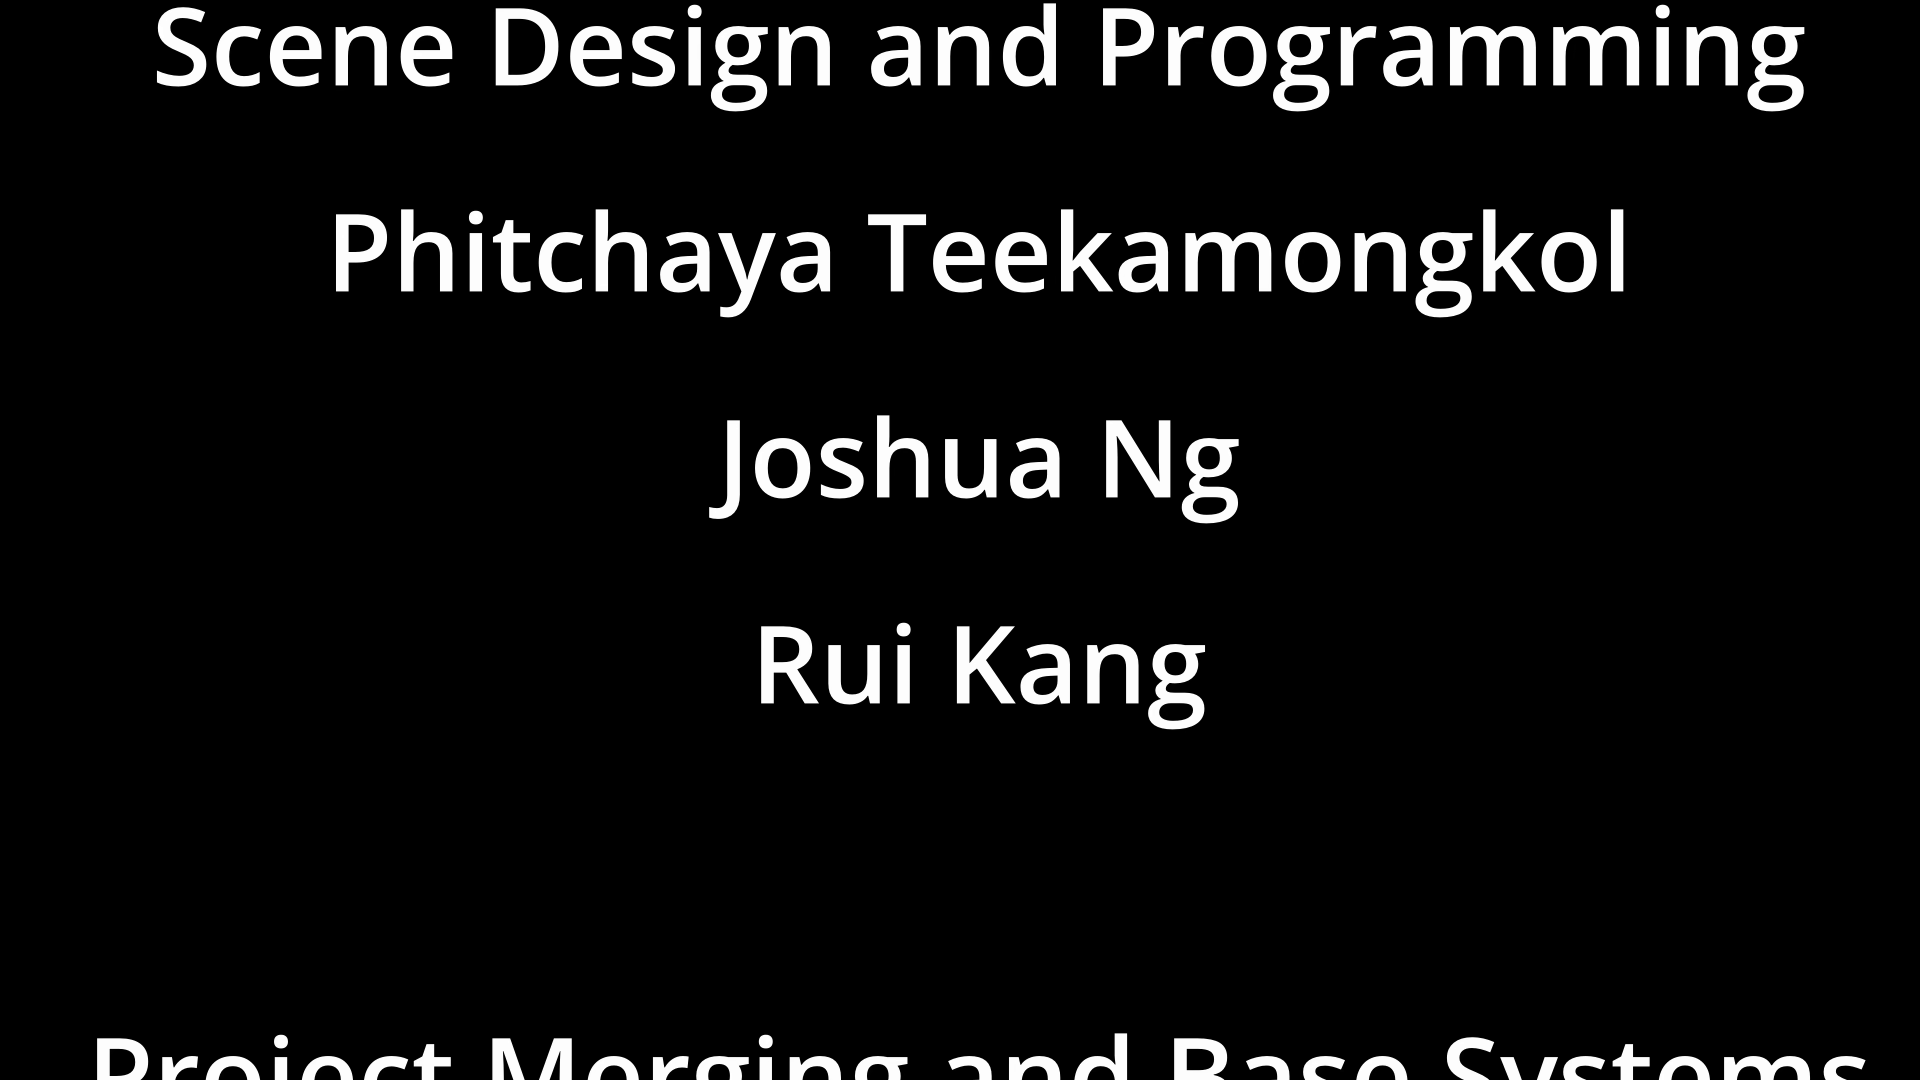 Scene Design and Programming
Phitchaya Teekamongkol
Joshua Ng
Rui Kang
Project Merging and Base Systems